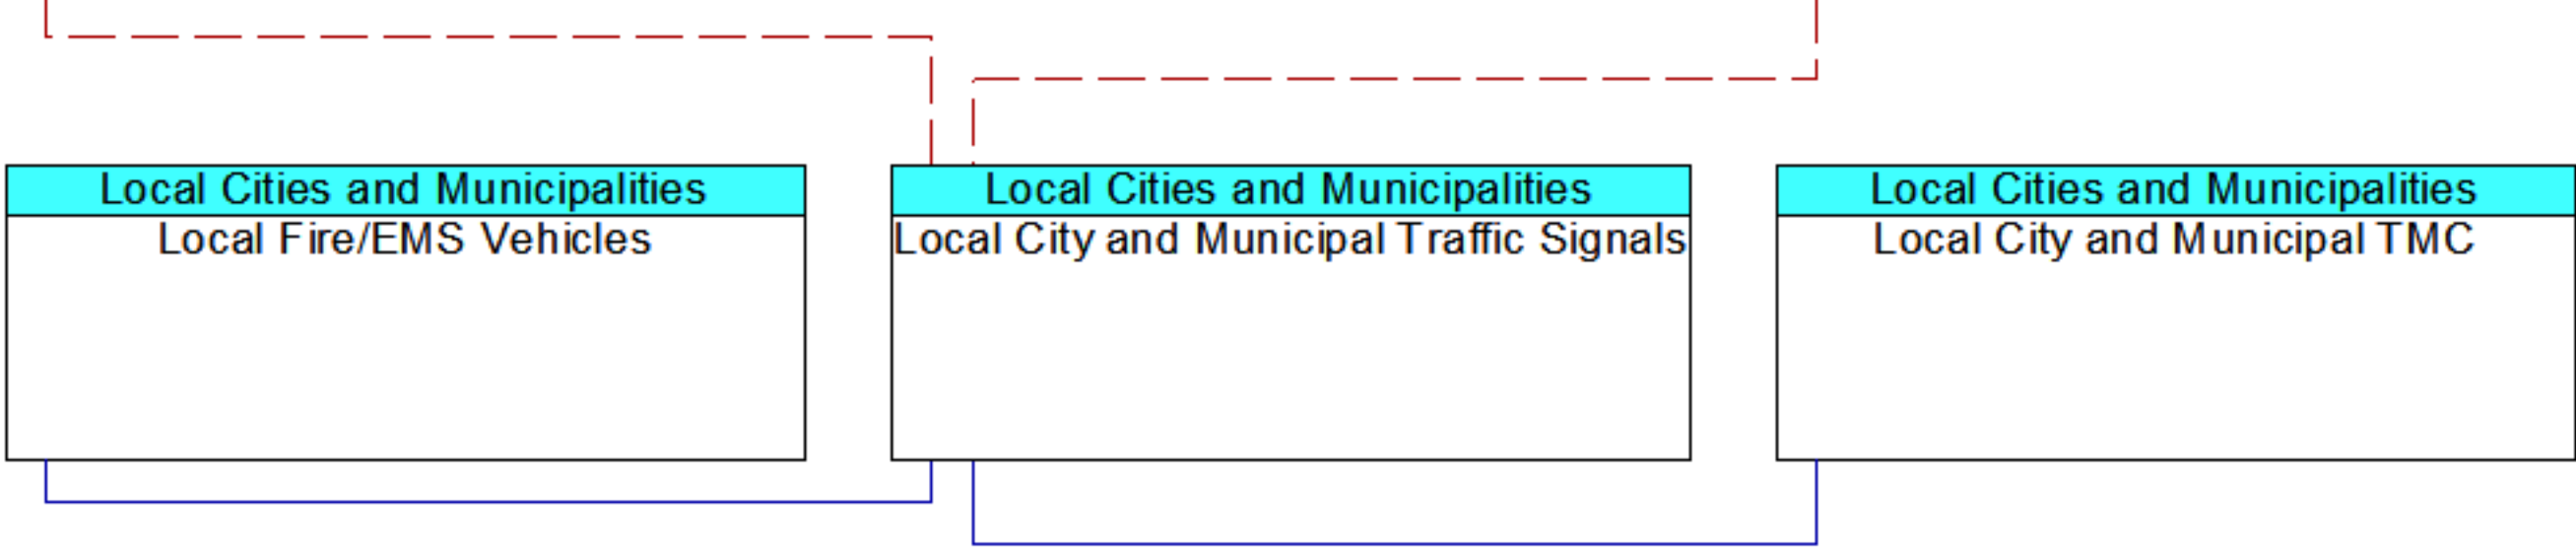 Local Cities and Municipalities
Local Fire/EMS Vehicles
Local Cities and Municipalities
Local City and Municipal Traffic Signals
Local Cities and Municipalities
Local City and Municipal TMC